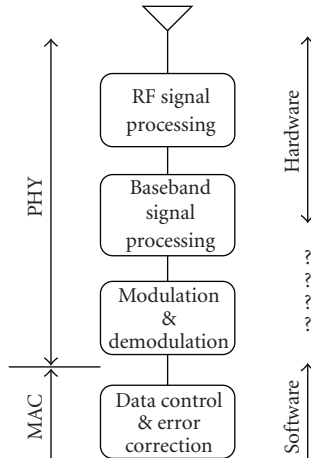 RF signal
processing
Baseband
signal
processing
Modulation
&
demodulation
Data control
& error
correction
PHY
MAC
Hardware
? ? ? ?
Software